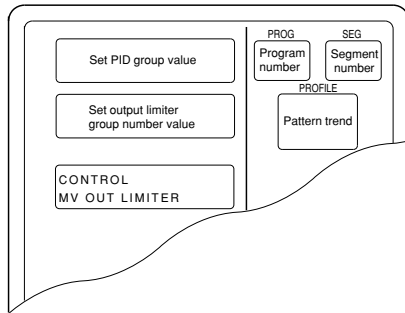 Set PID group value
Set output limiter
group number value
CONTROL
MV OUT LIMITER
PROG
SEG
Program
number
Segment
number
PROFILE
Pattern trend